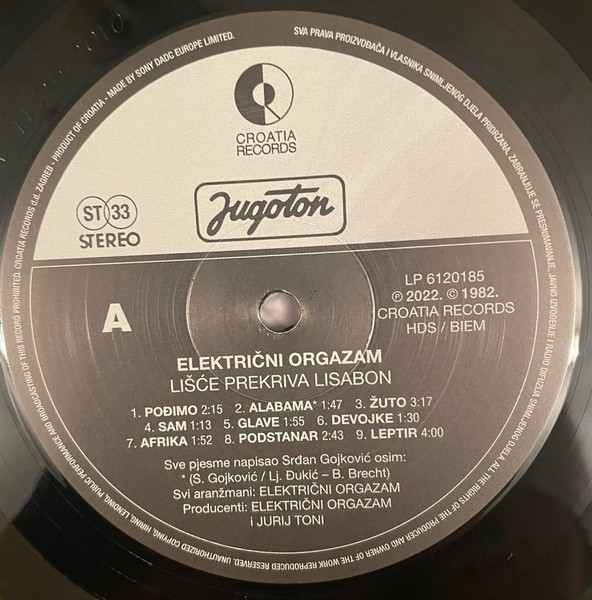 CROATIA
RECORDS
Jugoton
ST 33
STEREO
LP 6120185
Ⓟ 2022. © 1982.
CROATIA RECORDS
HDS / BIEM
A
ELEKTRIČNI ORGAZAM
LIŠĆE PREKRIVA LISABON
1. POĐIMO 2:15 2. ALABAMA* 1:47 3. ŽUTO 3:17
4. SAM 1:13 5. GLAVE 1:55 6. DEVOJKE 1:30
7. AFRIKA 1:52 8. PODSTANAR 2:43 9. LEPTIR 4:00
Sve pjesme napisao Srđan Gojković osim:
* (S. Gojković / Lj. Đukić – B. Brecht)
Svi aranžmani: ELEKTRIČNI ORGAZAM
Producenti: ELEKTRIČNI ORGAZAM
i JURIJ TONI
SVA PRAVA PROIZVOĐAČA I VLASNIKA SNIMLJENOG DJELA PRIDRŽANA. ZABRANJUJE SE PRESNIMAVANJE, JAVNO IZVOĐENJE I RADIO DIFUZIJA SNIMLJENOG DJELA. ALL THE RIGHTS OF THE PRODUCER AND OWNER OF THE WORK REPRODUCED RESERVED. UNAUTHORIZED COPYING, HIRING, LENDING, PUBLIC PERFORMANCE AND BROADCASTING OF THIS RECORD PROHIBITED. CROATIA RECORDS d.d. ZAGREB - PRODUCT OF CROATIA - MADE BY SONY DADC EUROPE LIMITED.